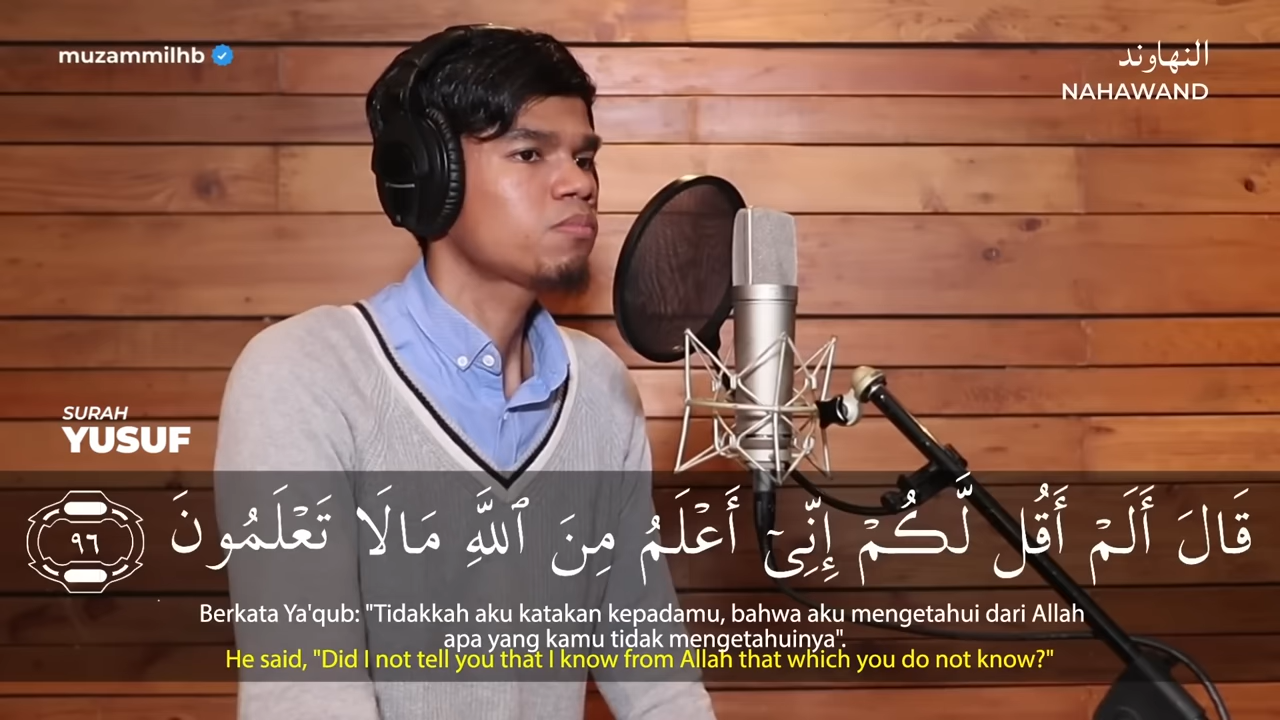 muzammilhb
النهاوند
NAHAWAND
SURAH
YUSUF
قَالَ أَلَمْ أَقُل لَّكُمْ إِنِّىٓ أَعْلَمُ مِنَ ٱللَّهِ مَالَا تَعْلَمُونَ
٩٦
Berkata Ya'qub: "Tidakkah aku katakan kepadamu, bahwa aku mengetahui dari Allah
apa yang kamu tidak mengetahuinya".
He said, "Did I not tell you that I know from Allah that which you do not know?"